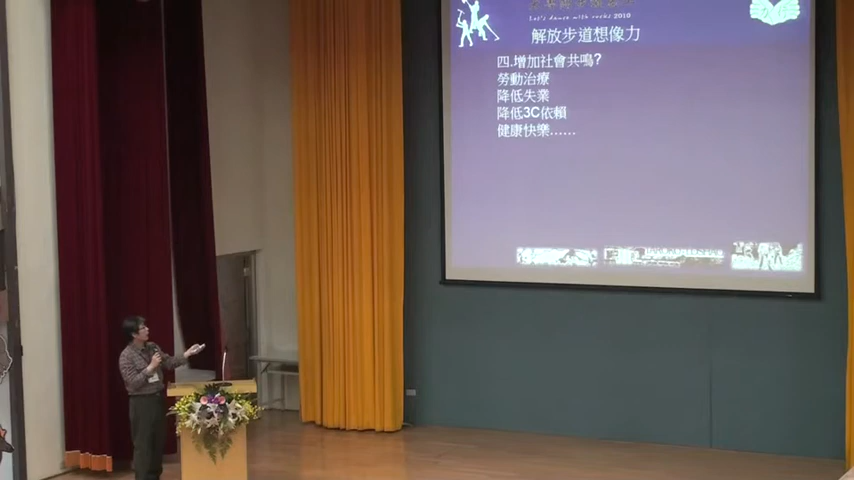 Let's dance with rocks 2010
解放步道想像力
四.增加社會共鳴?
勞動治療
降低失業
降低3C依賴
健康快樂......